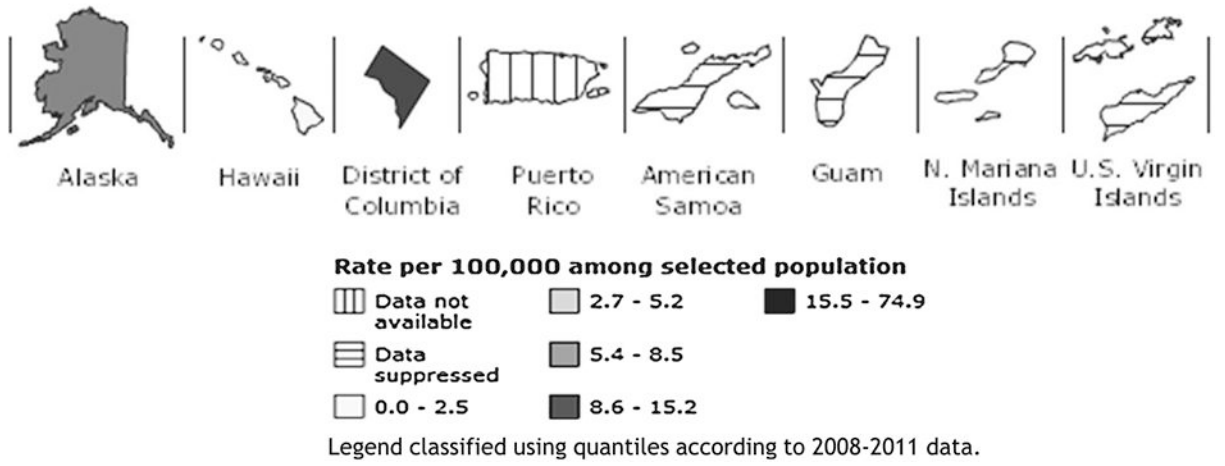 Alaska
Hawaii
District of
Columbia
Puerto
Rico
American
Samoa
Guam
N. Mariana
Islands
U.S. Virgin
Islands
Rate per 100,000 among selected population
Data not
available
Data
suppressed
0.0 - 2.5
2.7 - 5.2
5.4 - 8.5
8.6 - 15.2
15.5 - 74.9
Legend classified using quantiles according to 2008-2011 data.